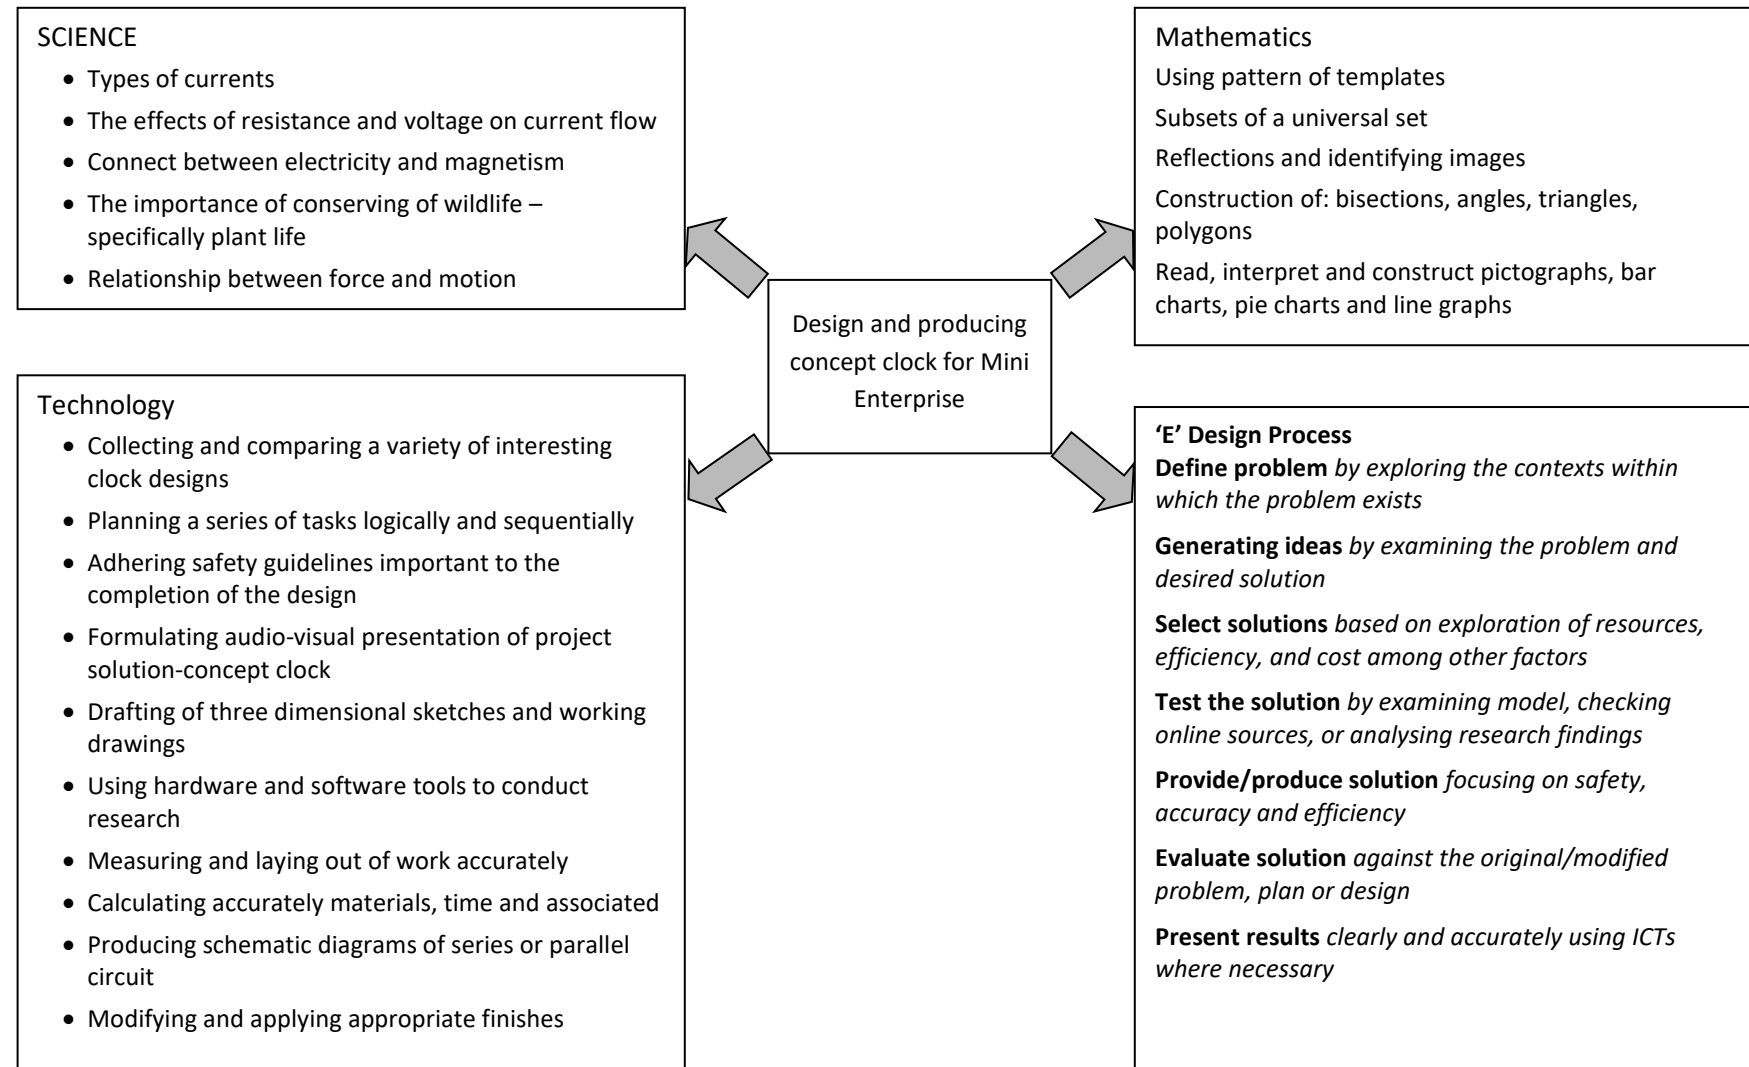 SCIENCE
• Types of currents
• The effects of resistance and voltage on current flow
• Connect between electricity and magnetism
• The importance of conserving of wildlife –
specifically plant life
• Relationship between force and motion
Mathematics
Using pattern of templates
Subsets of a universal set
Reflections and identifying images
Construction of: bisections, angles, triangles,
polygons
Read, interpret and construct pictographs, bar
charts, pie charts and line graphs
Design and producing
concept clock for Mini
Enterprise
Technology
• Collecting and comparing a variety of interesting
clock designs
• Planning a series of tasks logically and sequentially
• Adhering safety guidelines important to the
completion of the design
• Formulating audio-visual presentation of project
solution-concept clock
• Drafting of three dimensional sketches and working
drawings
• Using hardware and software tools to conduct
research
• Measuring and laying out of work accurately
• Calculating accurately materials, time and associated
• Producing schematic diagrams of series or parallel
circuit
• Modifying and applying appropriate finishes
‘E’ Design Process
Define problem by exploring the contexts within
which the problem exists
Generating ideas by examining the problem and
desired solution
Select solutions based on exploration of resources,
efficiency, and cost among other factors
Test the solution by examining model, checking
online sources, or analysing research findings
Provide/produce solution focusing on safety,
accuracy and efficiency
Evaluate solution against the original/modified
problem, plan or design
Present results clearly and accurately using ICTs
where necessary